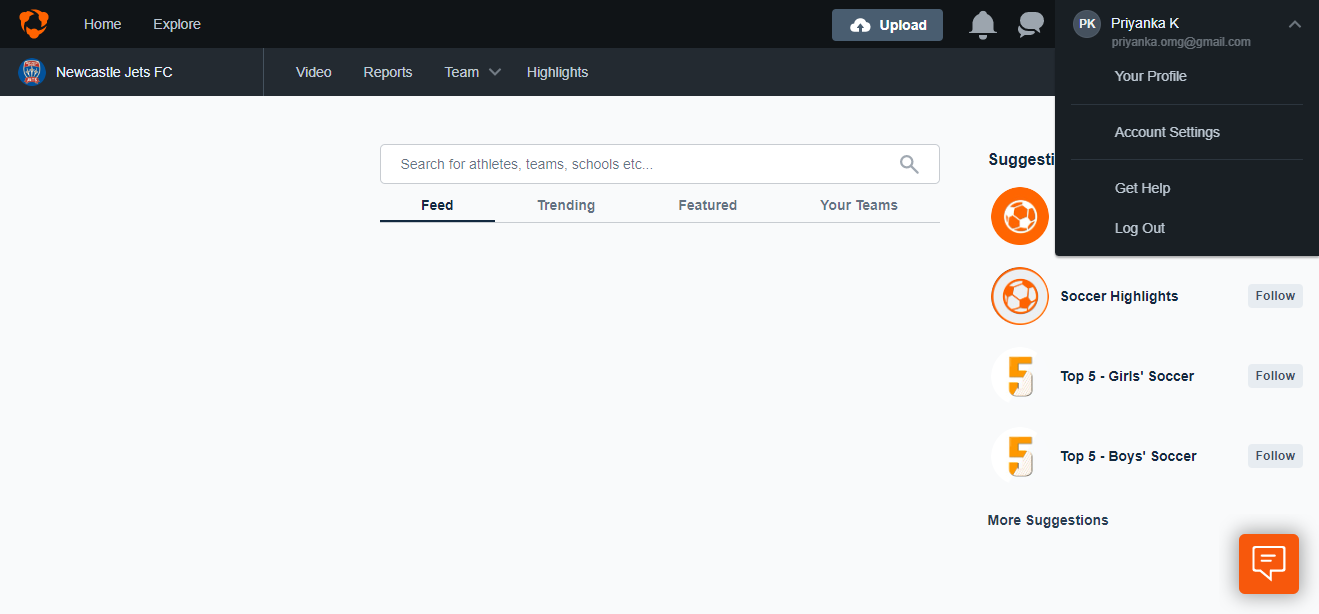 Home
Explore
Upload
PK
Priyanka K
priyanka.omg@gmail.com
Newcastle Jets FC
Video
Reports
Team
Highlights
Your Profile
Account Settings
Get Help
Log Out
Search for athletes, teams, schools etc...
Feed
Trending
Featured
Your Teams
Suggesti
Soccer Highlights
Follow
Top 5 - Girls' Soccer
Follow
Top 5 - Boys' Soccer
Follow
More Suggestions